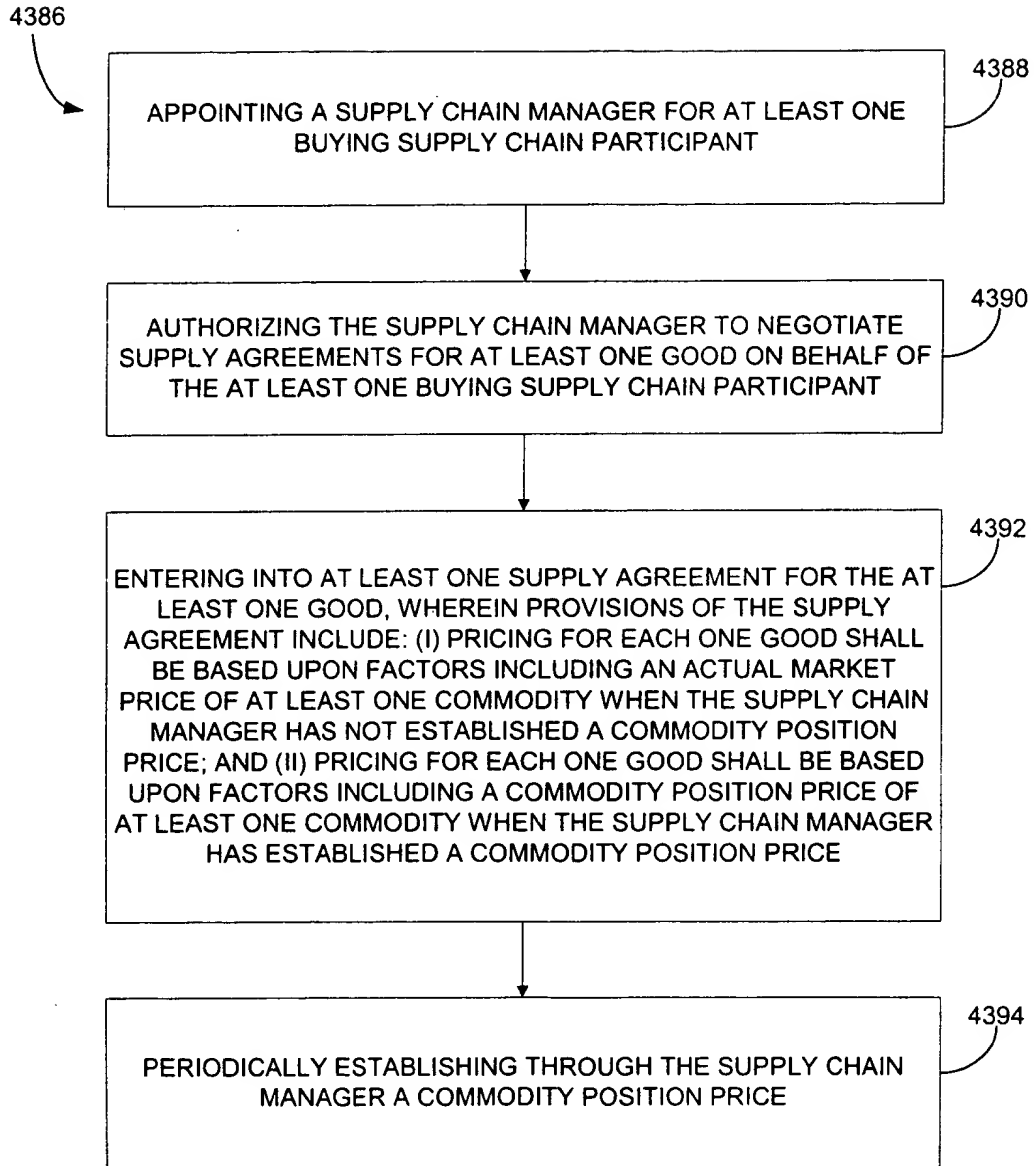 4386
4388
APPOINTING A SUPPLY CHAIN MANAGER FOR AT LEAST ONE
BUYING SUPPLY CHAIN PARTICIPANT
4390
AUTHORIZING THE SUPPLY CHAIN MANAGER TO NEGOTIATE
SUPPLY AGREEMENTS FOR AT LEAST ONE GOOD ON BEHALF OF
THE AT LEAST ONE BUYING SUPPLY CHAIN PARTICIPANT
4392
ENTERING INTO AT LEAST ONE SUPPLY AGREEMENT FOR THE AT
LEAST ONE GOOD, WHEREIN PROVISIONS OF THE SUPPLY
AGREEMENT INCLUDE: (I) PRICING FOR EACH ONE GOOD SHALL
BE BASED UPON FACTORS INCLUDING AN ACTUAL MARKET
PRICE OF AT LEAST ONE COMMODITY WHEN THE SUPPLY CHAIN
MANAGER HAS NOT ESTABLISHED A COMMODITY POSITION
PRICE; AND (II) PRICING FOR EACH ONE GOOD SHALL BE BASED
UPON FACTORS INCLUDING A COMMODITY POSITION PRICE OF
AT LEAST ONE COMMODITY WHEN THE SUPPLY CHAIN MANAGER
HAS ESTABLISHED A COMMODITY POSITION PRICE
4394
PERIODICALLY ESTABLISHING THROUGH THE SUPPLY CHAIN
MANAGER A COMMODITY POSITION PRICE